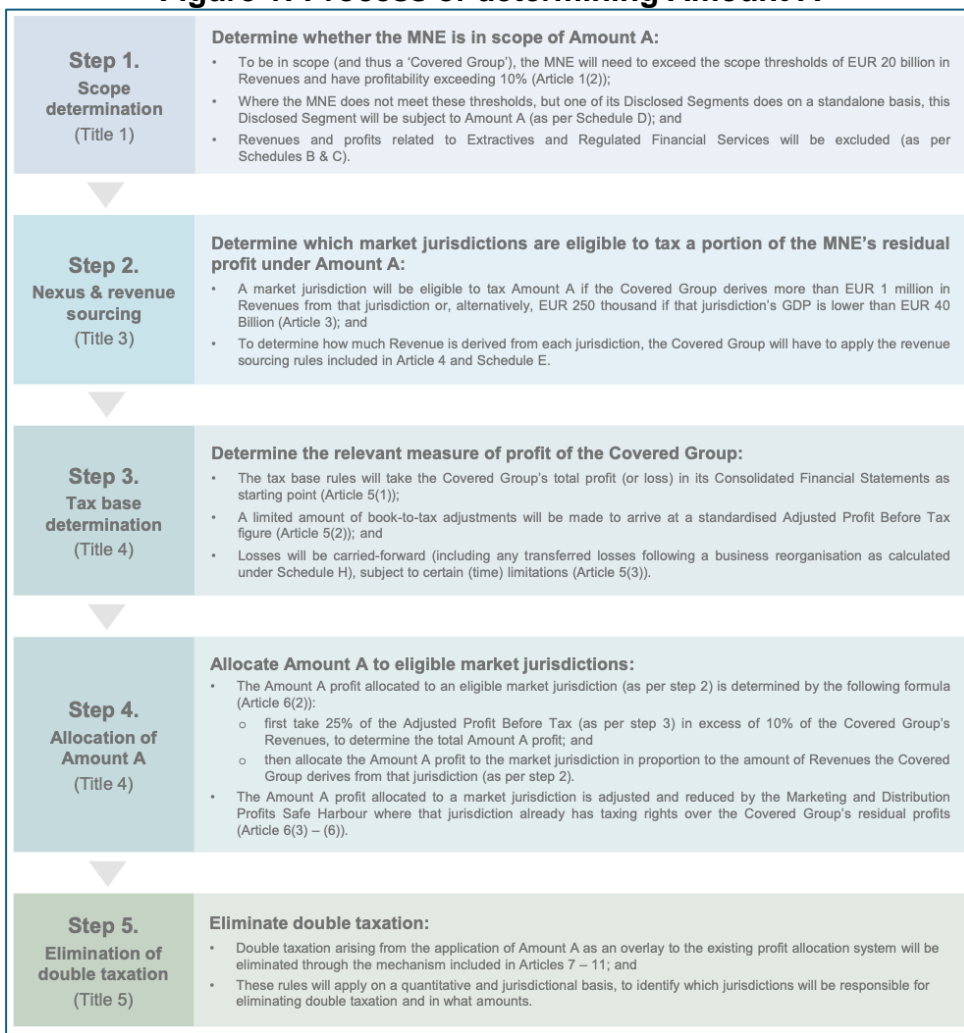 Figure 1. Process of determining Amount A
Step 1.
Scope
determination
(Title 1)
Determine whether the MNE is in scope of Amount A:
• To be in scope (and thus a ‘Covered Group’), the MNE will need to exceed the scope thresholds of EUR 20 billion in
Revenues and have profitability exceeding 10% (Article 1(2));
• Where the MNE does not meet these thresholds, but one of its Disclosed Segments does on a standalone basis, this
Disclosed Segment will be subject to Amount A (as per Schedule D); and
• Revenues and profits related to Extractives and Regulated Financial Services will be excluded (as per
Schedules B & C).
Step 2.
Nexus & revenue
sourcing
(Title 3)
Determine which market jurisdictions are eligible to tax a portion of the MNE’s residual
profit under Amount A:
• A market jurisdiction will be eligible to tax Amount A if the Covered Group derives more than EUR 1 million in
Revenues from that jurisdiction or, alternatively, EUR 250 thousand if that jurisdiction’s GDP is lower than EUR 40
Billion (Article 3); and
• To determine how much Revenue is derived from each jurisdiction, the Covered Group will have to apply the revenue
sourcing rules included in Article 4 and Schedule E.
Step 3.
Tax base
determination
(Title 4)
Determine the relevant measure of profit of the Covered Group:
• The tax base rules will take the Covered Group’s total profit (or loss) in its Consolidated Financial Statements as
starting point (Article 5(1));
• A limited amount of book-to-tax adjustments will be made to arrive at a standardised Adjusted Profit Before Tax
figure (Article 5(2)); and
• Losses will be carried-forward (including any transferred losses following a business reorganisation as calculated
under Schedule H), subject to certain (time) limitations (Article 5(3)).
Step 4.
Allocation of
Amount A
(Title 4)
Allocate Amount A to eligible market jurisdictions:
• The Amount A profit allocated to an eligible market jurisdiction (as per step 2) is determined by the following formula
(Article 6(2)):
o first take 25% of the Adjusted Profit Before Tax (as per step 3) in excess of 10% of the Covered Group’s
Revenues, to determine the total Amount A profit; and
o then allocate the Amount A profit to the market jurisdiction in proportion to the amount of Revenues the Covered
Group derives from that jurisdiction (as per step 2).
• The Amount A profit allocated to a market jurisdiction is adjusted and reduced by the Marketing and Distribution
Profits Safe Harbour where that jurisdiction already has taxing rights over the Covered Group’s residual profits
(Article 6(3) – (6)).
Step 5.
Elimination of
double taxation
(Title 5)
Eliminate double taxation:
• Double taxation arising from the application of Amount A as an overlay to the existing profit allocation system will be
eliminated through the mechanism included in Articles 7 – 11; and
• These rules will apply on a quantitative and jurisdictional basis, to identify which jurisdictions will be responsible for
eliminating double taxation and in what amounts.